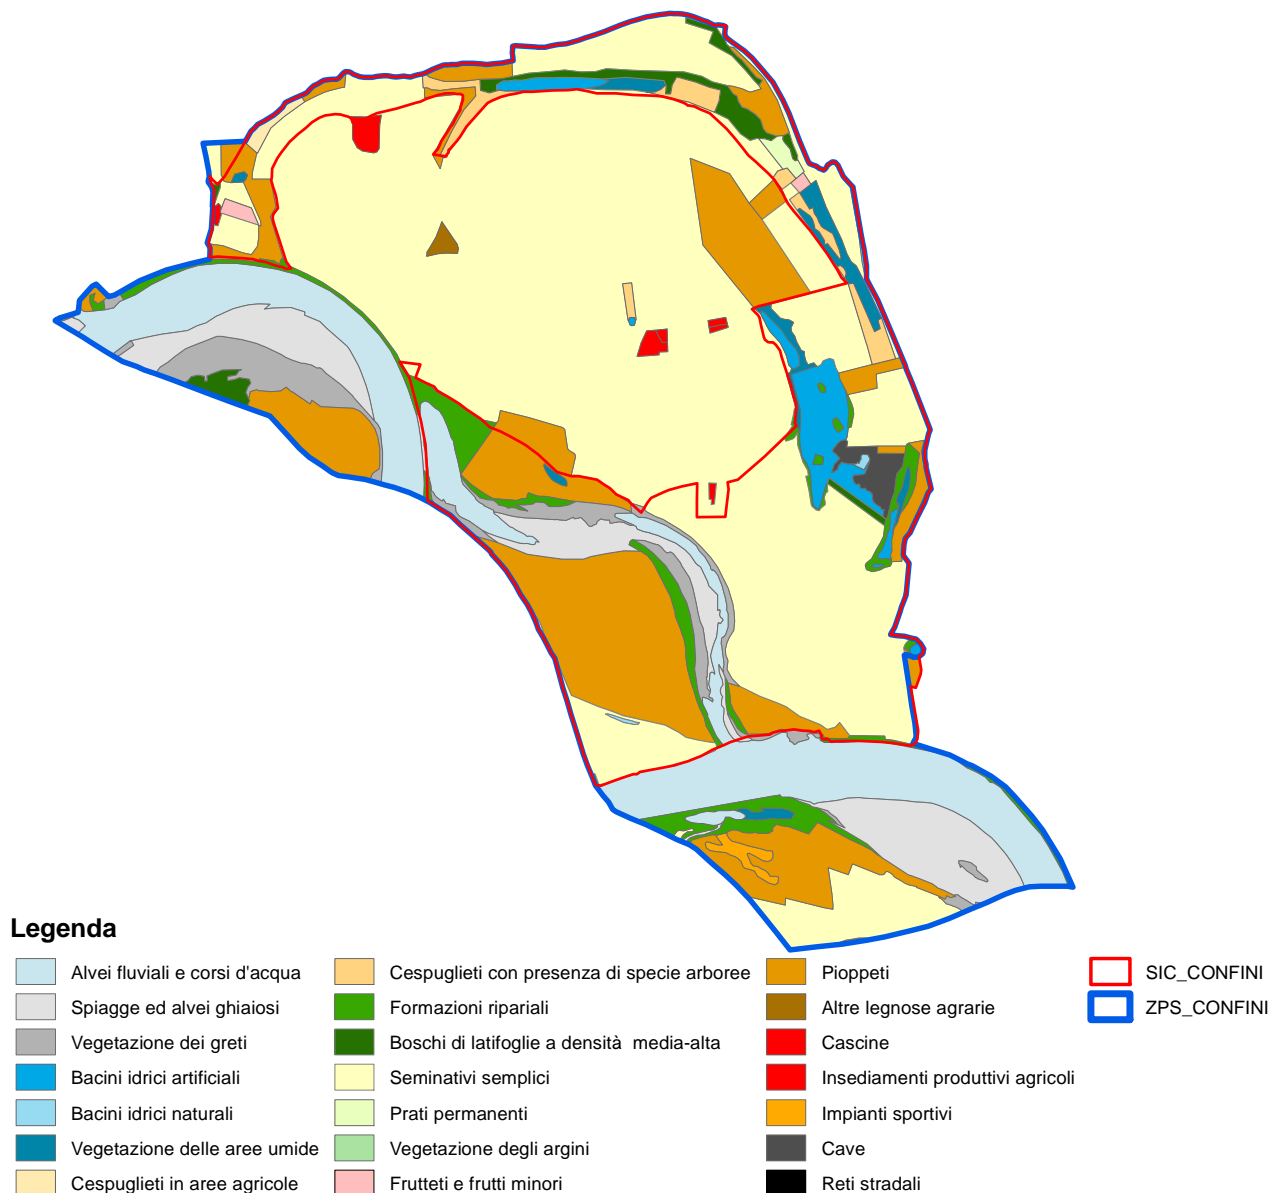 Legenda
Alvei fluviali e corsi d'acqua
Spiagge ed alvei ghiaiosi
Vegetazione dei greti
Bacini idrici artificiali
Bacini idrici naturali
Vegetazione delle aree umide
Cespuglieti in aree agricole
Cespuglieti con presenza di specie arboree
Formazioni ripariali
Boschi di latifoglie a densità media-alta
Seminativi semplici
Prati permanenti
Vegetazione degli argini
Frutteti e frutti minori
Pioppeti
Altre legnose agrarie
Cascine
Insediamenti produttivi agricoli
Impianti sportivi
Cave
Reti stradali
SIC_CONFINI
ZPS_CONFINI